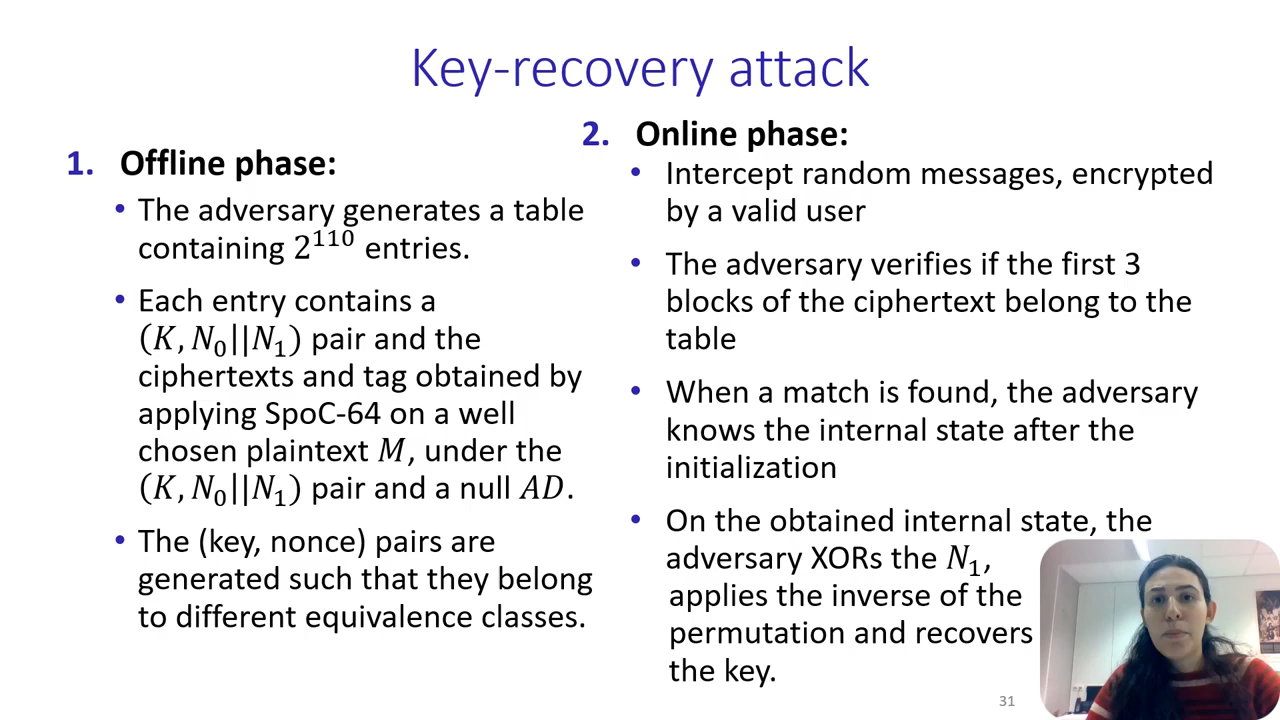 Key-recovery attack
1. Offline phase:
• The adversary generates a table
containing 2¹¹⁰ entries.
• Each entry contains a
(K, N₀||N₁) pair and the
ciphertexts and tag obtained by
applying SpoC-64 on a well
chosen plaintext M, under the
(K, N₀||N₁) pair and a null AD.
• The (key, nonce) pairs are
generated such that they belong
to different equivalence classes.
2. Online phase:
• Intercept random messages, encrypted
by a valid user
• The adversary verifies if the first 3
blocks of the ciphertext belong to the
table
• When a match is found, the adversary
knows the internal state after the
initialization
• On the obtained internal state, the
adversary XORs the N₁,
applies the inverse of the
permutation and recovers
the key.
31